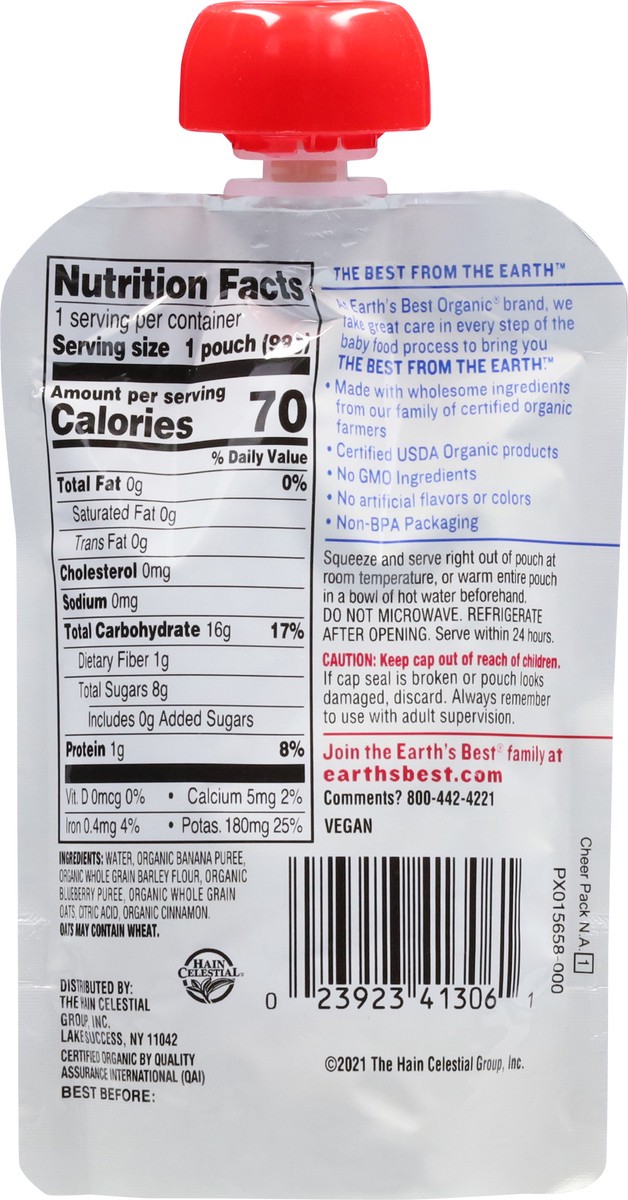 Nutrition Facts
1 serving per container
Serving size 1 pouch
Amount per serving
Calories 70
% Daily Value
Total Fat 0g 0%
Saturated Fat 0g
Trans Fat 0g
Cholesterol 0mg
Sodium 0mg
Total Carbohydrate 16g 17%
Dietary Fiber 1g
Total Sugars 8g
Includes 0g Added Sugars
Protein 1g 8%
Vit. D 0mcg 0% • Calcium 5mg 2%
Iron 0.4mg 4% • Potas. 180mg 25%
INGREDIENTS: WATER, ORGANIC BANANA PUREE,
ORGANIC WHOLE GRAIN BARLEY FLOUR, ORGANIC
BLUEBERRY PUREE, ORGANIC WHOLE GRAIN
OATS, CITRIC ACID, ORGANIC CINNAMON.
OATS MAY CONTAIN WHEAT.
HAIN
CELESTIAL™
DISTRIBUTED BY:
THE HAIN CELESTIAL
GROUP, INC.
LAKE SUCCESS, NY 11042
CERTIFIED ORGANIC BY QUALITY
ASSURANCE INTERNATIONAL (QAI)
BEST BEFORE:
THE BEST FROM THE EARTH™
At Earth's Best Organic® brand, we
take great care in every step of the
baby food process to bring you
THE BEST FROM THE EARTH™
• Made with wholesome ingredients
from our family of certified organic
farmers
• Certified USDA Organic products
• No GMO Ingredients
• No artificial flavors or colors
• Non-BPA Packaging
Squeeze and serve right out of pouch at
room temperature, or warm entire pouch
in a bowl of hot water beforehand.
DO NOT MICROWAVE. REFRIGERATE
AFTER OPENING. Serve within 24 hours.
CAUTION: Keep cap out of reach of children.
If cap seal is broken or pouch looks
damaged, discard. Always remember
to use with adult supervision.
Join the Earth's Best® family at
earthsbest.com
Comments? 800-442-4221
VEGAN
0 23923 41306 1
©2021 The Hain Celestial Group, Inc.
Cheer Pack N.A. 1
PX015658-000